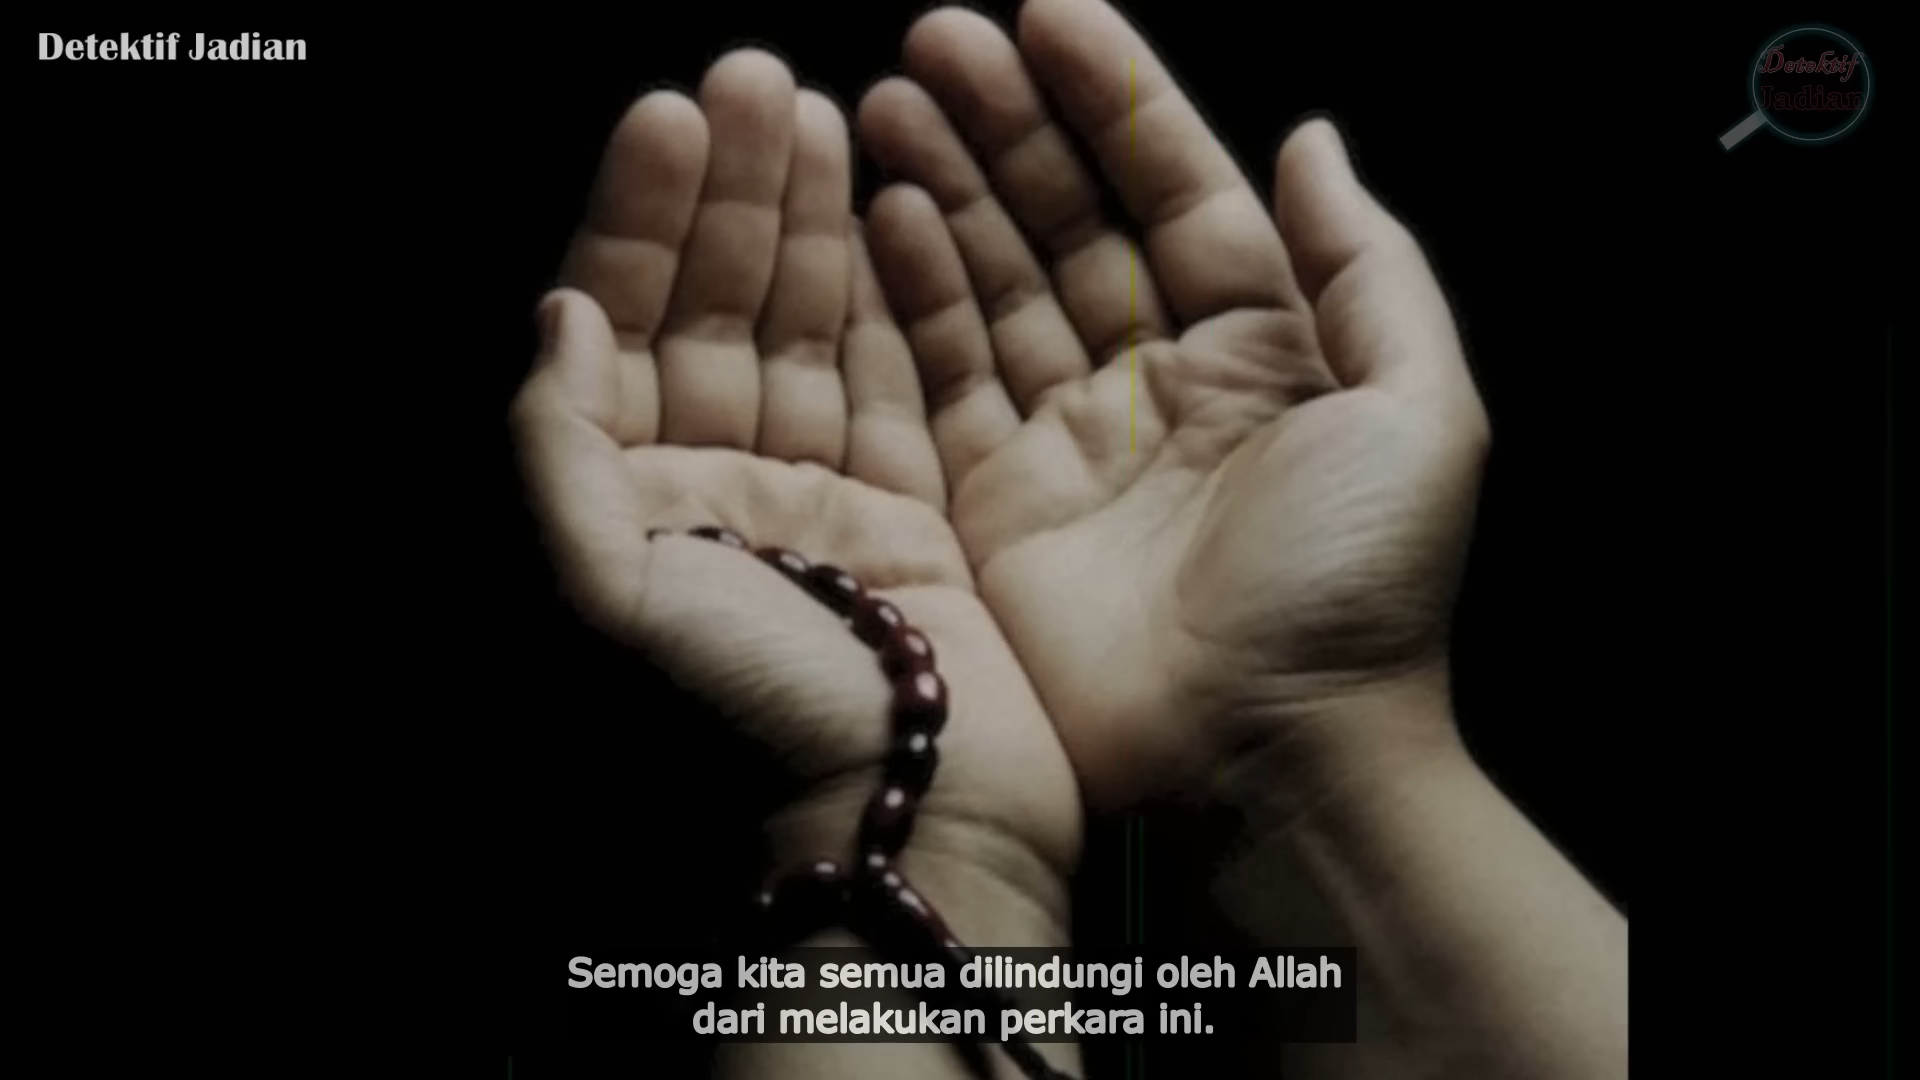 Detektif Jadian
Detektif
Jadian
Semoga kita semua dilindungi oleh Allah
dari melakukan perkara ini.